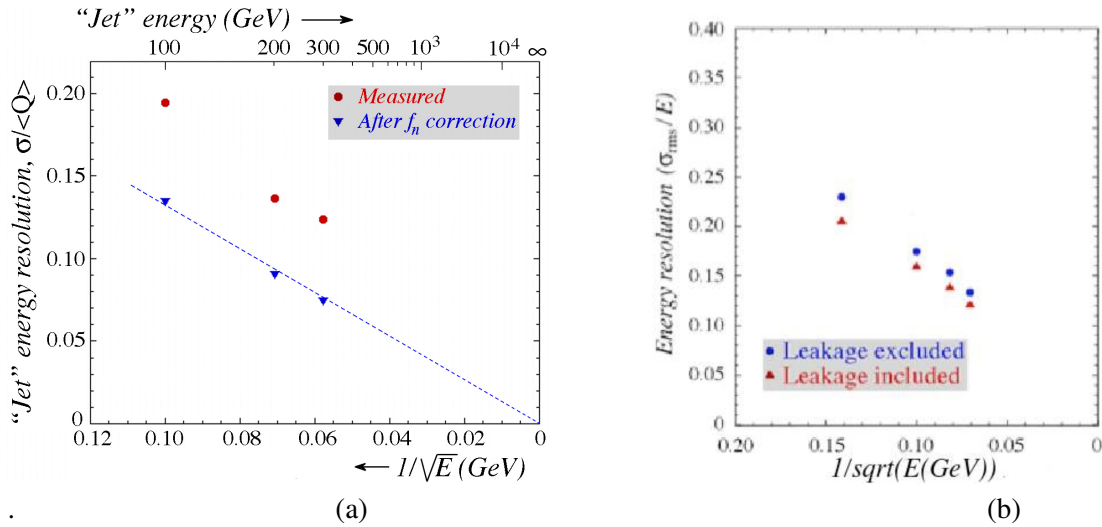 “Jet” energy (GeV) ⟶
100 200 300 500 10³ 10⁴ ∞
“Jet” energy resolution, σ/<Q>
0.20
0.15
0.10
0.05
0
Measured
After fₙ correction
0.12 0.10 0.08 0.06 0.04 0.02 0
⟵ 1/√E (GeV)
. (a)
Energy resolution (σrms/E)
0.40
0.35
0.30
0.25
0.20
0.15
0.10
0.05
0
Leakage excluded
Leakage included
0.20 0.15 0.10 0.05 0
1/sqrt(E(GeV))
(b)